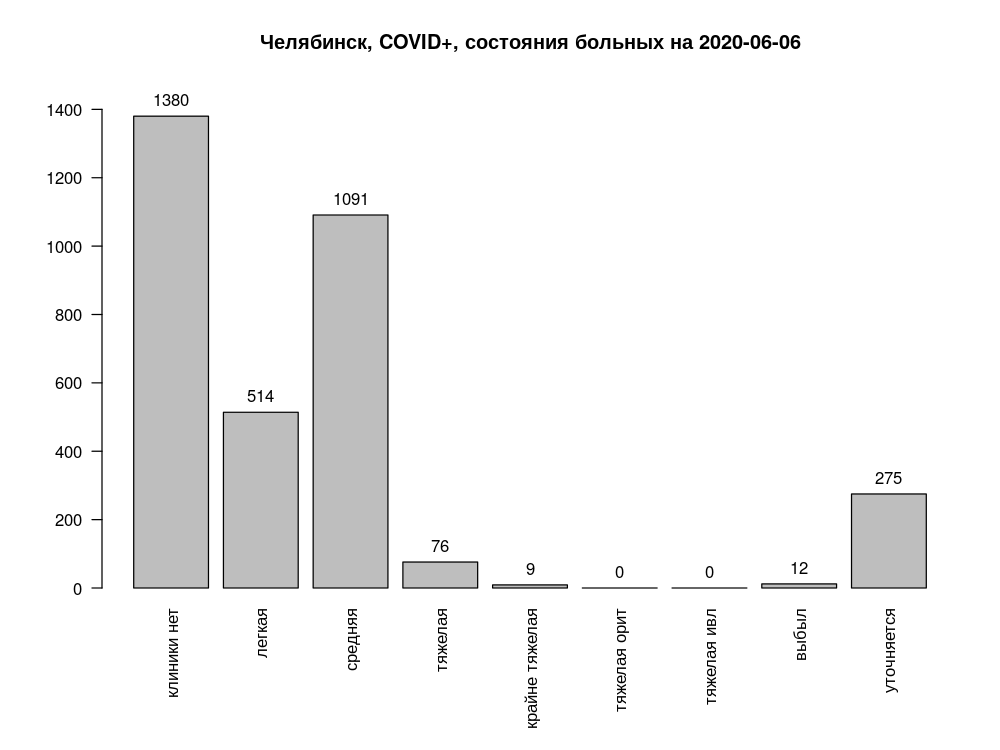 Челябинск, COVID+, состояния больных на 2020-06-06
1400
1200
1000
800
600
400
200
0
1380
514
1091
76
9
0
0
12
275
клиники нет
легкая
средняя
тяжелая
крайне тяжелая
тяжелая орит
тяжелая ивл
выбыл
уточняется